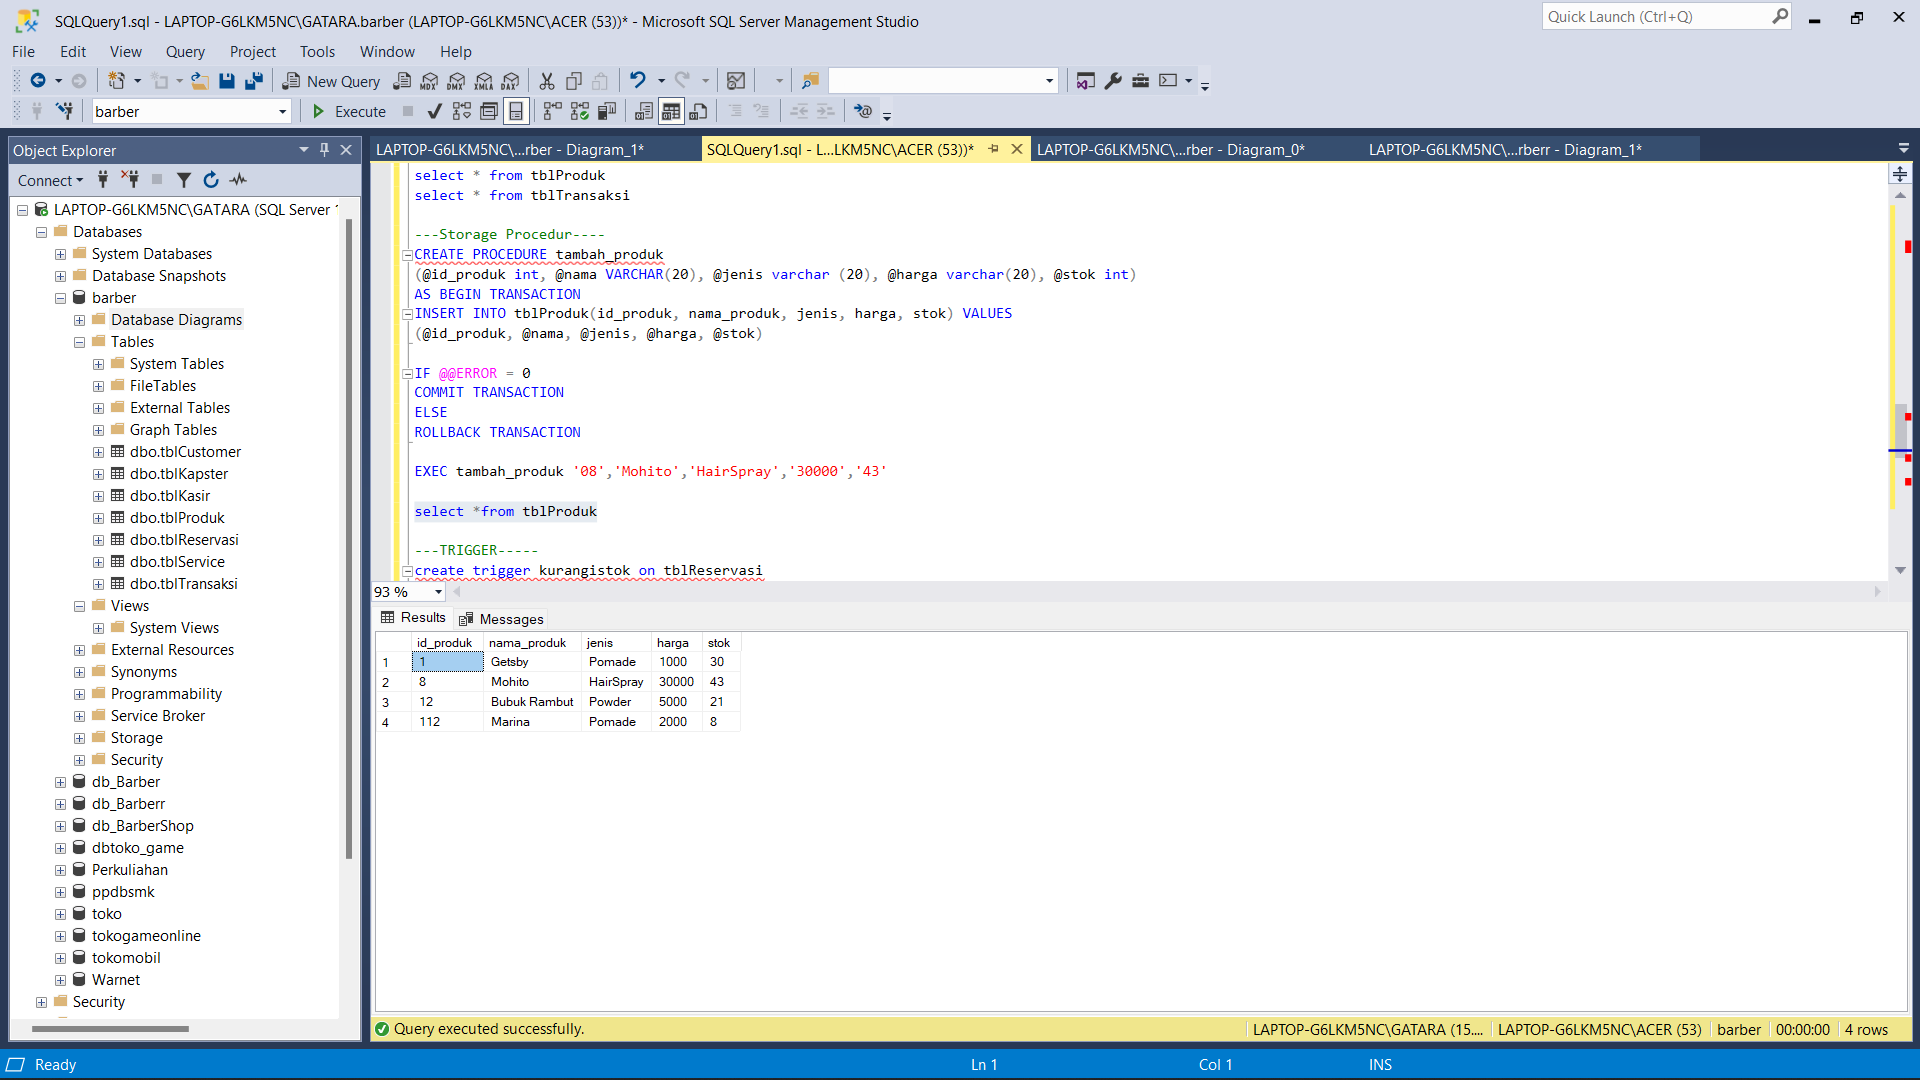 SQLQuery1.sql - LAPTOP-G6LKM5NC\GATARA.barber (LAPTOP-G6LKM5NC\ACER (53))* - Microsoft SQL Server Management Studio
Quick Launch (Ctrl+Q)
File Edit View Query Project Tools Window Help
New Query
MDX DMX XMLA DAX
barber
Execute
Object Explorer
Connect
LAPTOP-G6LKM5NC\GATARA (SQL Server
Databases
System Databases
Database Snapshots
barber
Database Diagrams
Tables
System Tables
FileTables
External Tables
Graph Tables
dbo.tblCustomer
dbo.tblKapster
dbo.tblKasir
dbo.tblProduk
dbo.tblReservasi
dbo.tblService
dbo.tblTransaksi
Views
System Views
External Resources
Synonyms
Programmability
Service Broker
Storage
Security
db_Barber
db_Barberr
db_BarberShop
dbtoko_game
Perkuliahan
ppdbsmk
toko
tokogameonline
tokomobil
Warnet
Security
LAPTOP-G6LKM5NC\...rber - Diagram_1*
SQLQuery1.sql - L...LKM5NC\ACER (53))*
LAPTOP-G6LKM5NC\...rber - Diagram_0*
LAPTOP-G6LKM5NC\...rberr - Diagram_1*
select * from tblProduk
select * from tblTransaksi
---Storage Procedur----
CREATE PROCEDURE tambah_produk
(@id_produk int, @nama VARCHAR(20), @jenis varchar (20), @harga varchar(20), @stok int)
AS BEGIN TRANSACTION
INSERT INTO tblProduk(id_produk, nama_produk, jenis, harga, stok) VALUES
(@id_produk, @nama, @jenis, @harga, @stok)
IF @@ERROR = 0
COMMIT TRANSACTION
ELSE
ROLLBACK TRANSACTION
EXEC tambah_produk '08','Mohito','HairSpray','30000','43'
select *from tblProduk
---TRIGGER-----
create trigger kurangistok on tblReservasi
93 %
Results Messages
id_produk nama_produk jenis harga stok
1 1 Getsby Pomade 1000 30
2 8 Mohito HairSpray 30000 43
3 12 Bubuk Rambut Powder 5000 21
4 112 Marina Pomade 2000 8
Query executed successfully.
LAPTOP-G6LKM5NC\GATARA (15.... LAPTOP-G6LKM5NC\ACER (53) barber 00:00:00 4 rows
Ready Ln 1 Col 1 INS